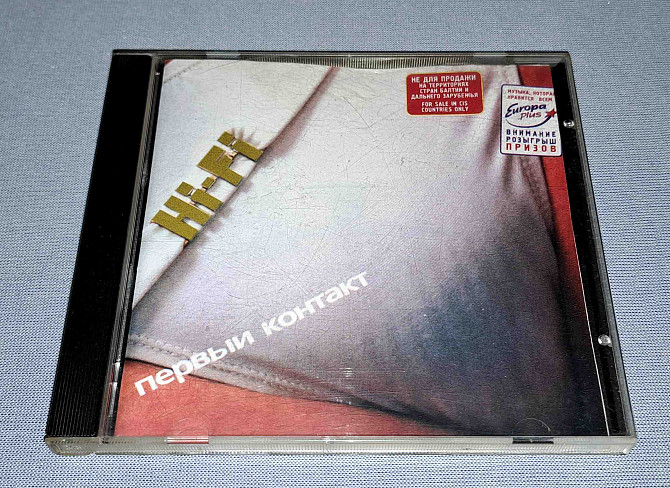 НЕ ДЛЯ ПРОДАЖИ
НА ТЕРРИТОРИЯХ
СТРАН БАЛТИИ И
ДАЛЬНЕГО ЗАРУБЕЖЬЯ
FOR SALE IN CIS
COUNTRIES ONLY
МУЗЫКА, КОТОРАЯ
НРАВИТСЯ ВСЕМ
Europa
plus
ВНИМАНИЕ
РОЗЫГРЫШ
ПРИЗОВ
Hi-Fi
первый контакт